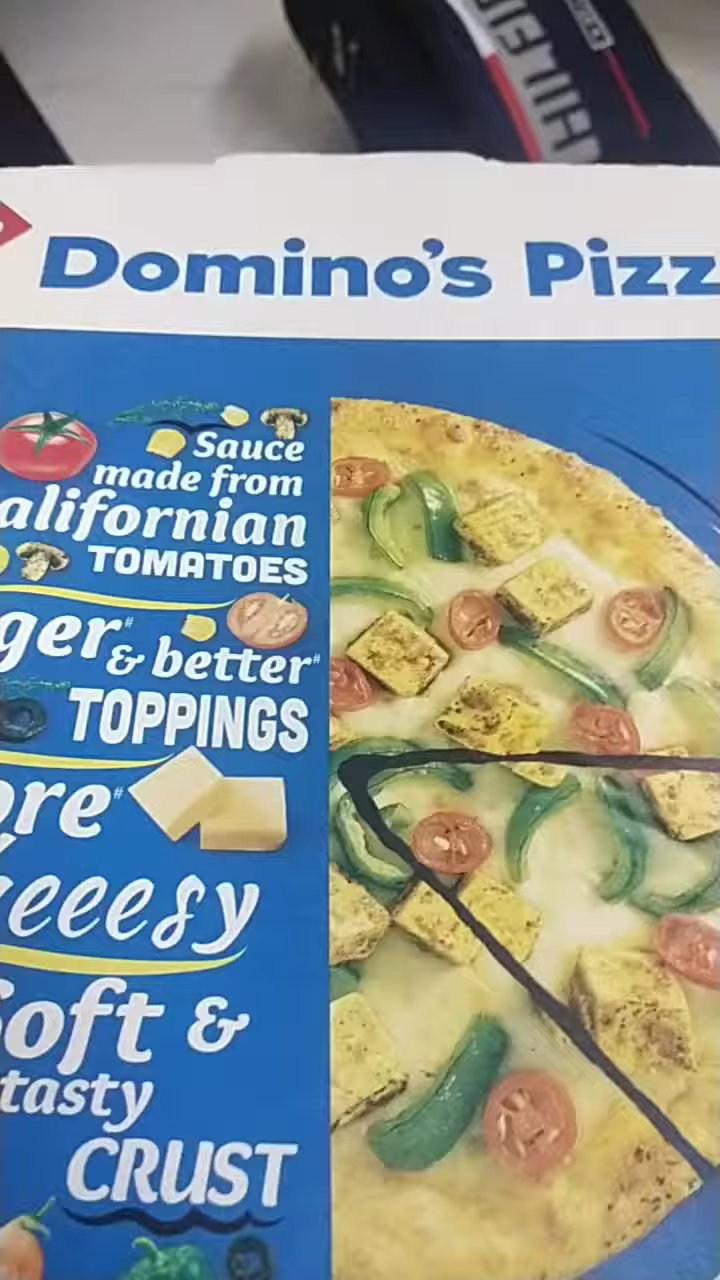 Domino's Pizz
Sauce
made from
alifornian
TOMATOES
ger#
& better#
TOPPINGS
ore#
eeesy
oft &
tasty
CRUST